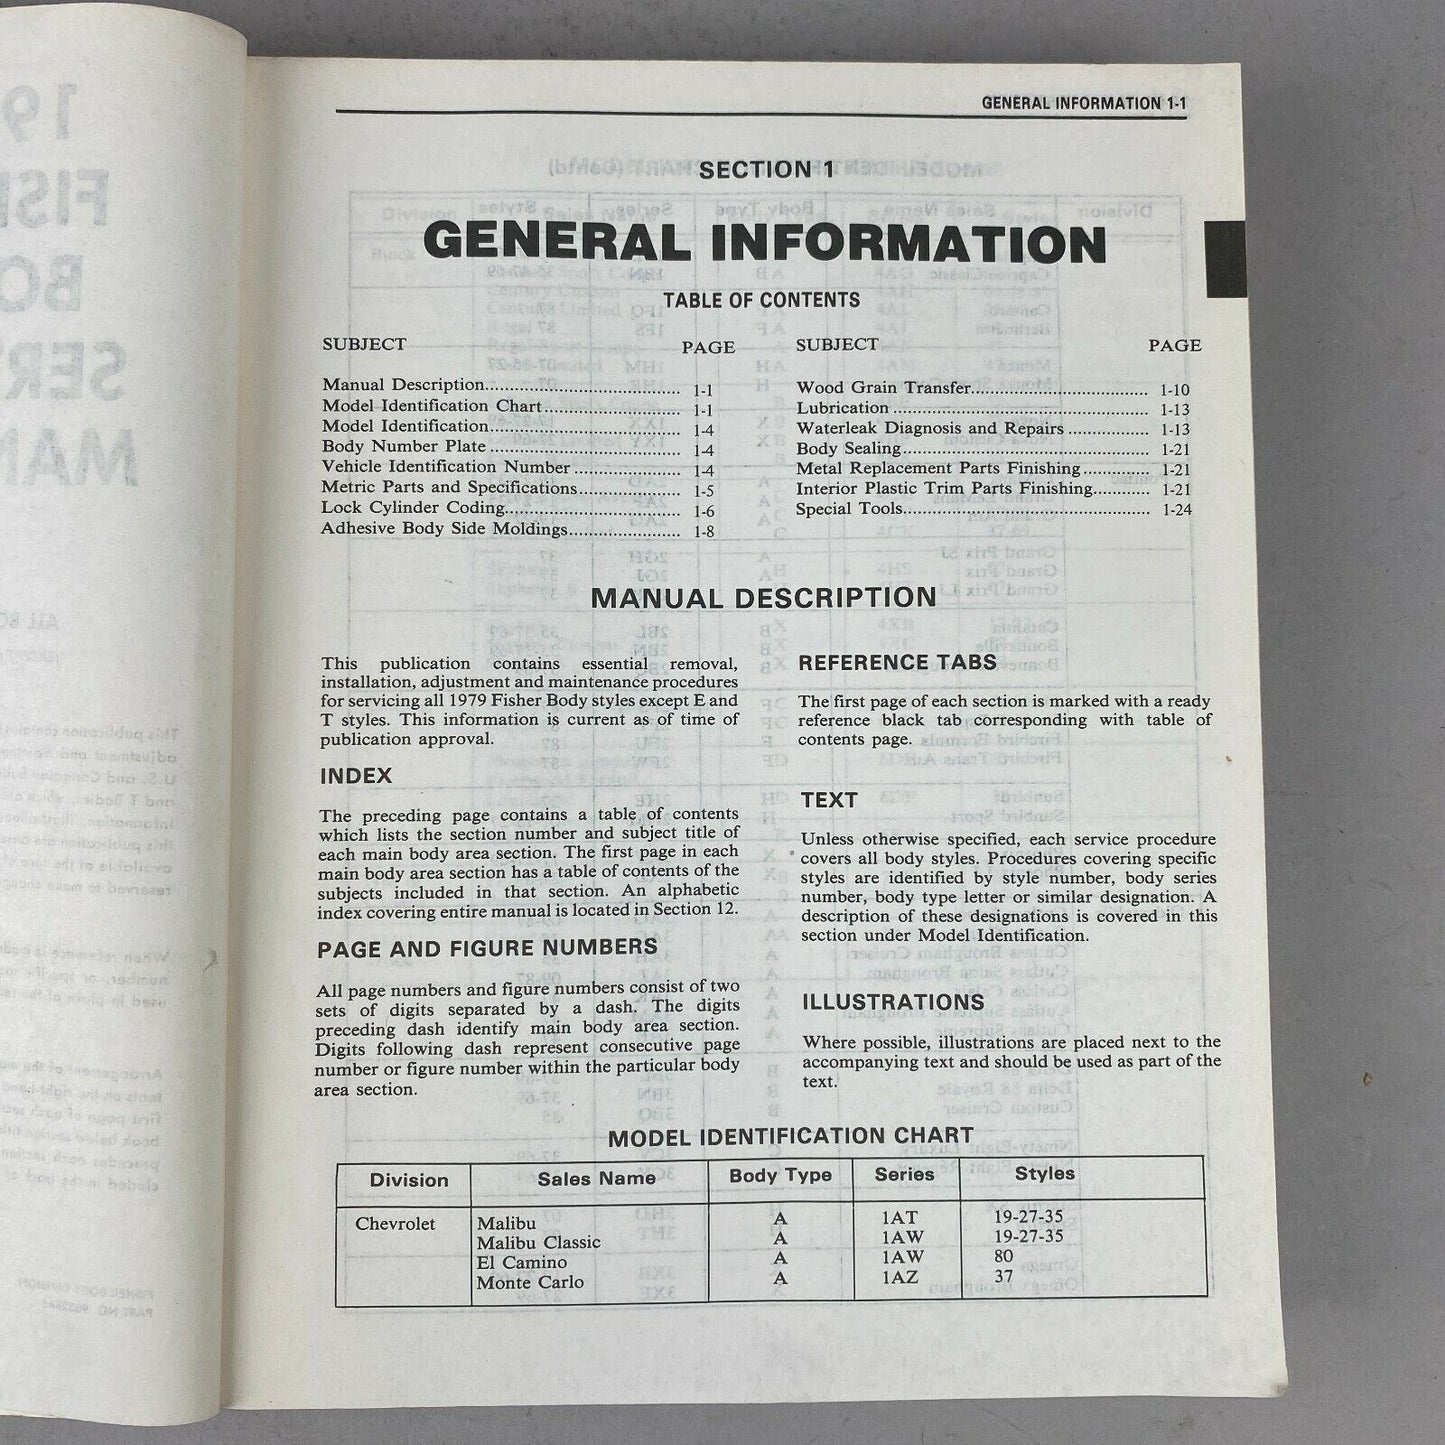 GENERAL INFORMATION 1-1
SECTION 1
GENERAL INFORMATION
TABLE OF CONTENTS
SUBJECT PAGE
Manual Description 1-1
Model Identification Chart 1-1
Model Identification 1-4
Body Number Plate 1-4
Vehicle Identification Number 1-4
Metric Parts and Specifications 1-5
Lock Cylinder Coding 1-6
Adhesive Body Side Moldings 1-8
SUBJECT PAGE
Wood Grain Transfer 1-10
Lubrication 1-13
Waterleak Diagnosis and Repairs 1-13
Body Sealing 1-21
Metal Replacement Parts Finishing 1-21
Interior Plastic Trim Parts Finishing 1-21
Special Tools 1-24
MANUAL DESCRIPTION
This publication contains essential removal,
installation, adjustment and maintenance procedures
for servicing all 1979 Fisher Body styles except E and
T styles. This information is current as of time of
publication approval.
INDEX
The preceding page contains a table of contents
which lists the section number and subject title of
each main body area section. The first page in each
main body area section has a table of contents of the
subjects included in that section. An alphabetic
index covering entire manual is located in Section 12.
PAGE AND FIGURE NUMBERS
All page numbers and figure numbers consist of two
sets of digits separated by a dash. The digits
preceding dash identify main body area section.
Digits following dash represent consecutive page
number or figure number within the particular body
area section.
REFERENCE TABS
The first page of each section is marked with a ready
reference black tab corresponding with table of
contents page.
TEXT
Unless otherwise specified, each service procedure
covers all body styles. Procedures covering specific
styles are identified by style number, body series
number, body type letter or similar designation. A
description of these designations is covered in this
section under Model Identification.
ILLUSTRATIONS
Where possible, illustrations are placed next to the
accompanying text and should be used as part of the
text.
MODEL IDENTIFICATION CHART
Division Sales Name Body Type Series Styles
Chevrolet Malibu A 1AT 19-27-35
Malibu Classic A 1AW 19-27-35
El Camino A 1AW 80
Monte Carlo A 1AZ 37